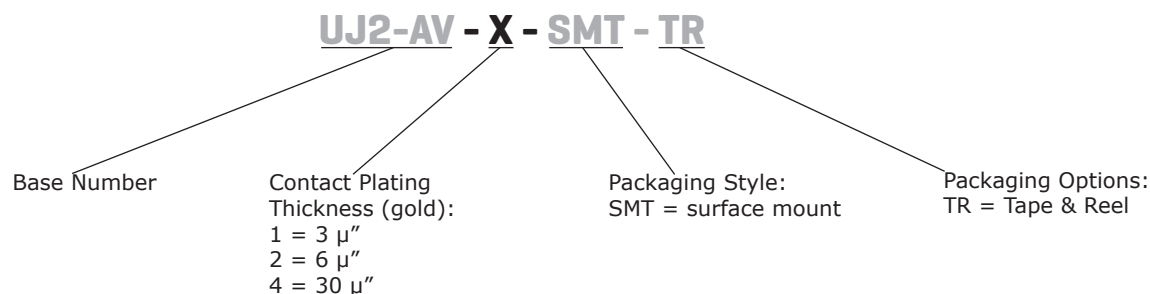 UJ2-AV - X - SMT - TR
Base Number
Contact Plating
Thickness (gold):
1 = 3 µ”
2 = 6 µ”
4 = 30 µ”
Packaging Style:
SMT = surface mount
Packaging Options:
TR = Tape & Reel